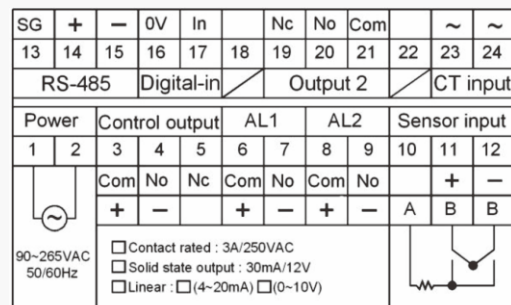 SG + − 0V In Nc No Com ~ ~
13 14 15 16 17 18 19 20 21 22 23 24
RS-485 Digital-in Output 2 CT input
Power Control output AL1 AL2 Sensor input
1 2 3 4 5 6 7 8 9 10 11 12
Com No Nc Com No Com No + −
+ − + − + − A B B
~
90~265VAC
50/60Hz
□Contact rated : 3A/250VAC
□Solid state output : 30mA/12V
□Linear : □(4~20mA) □(0~10V)